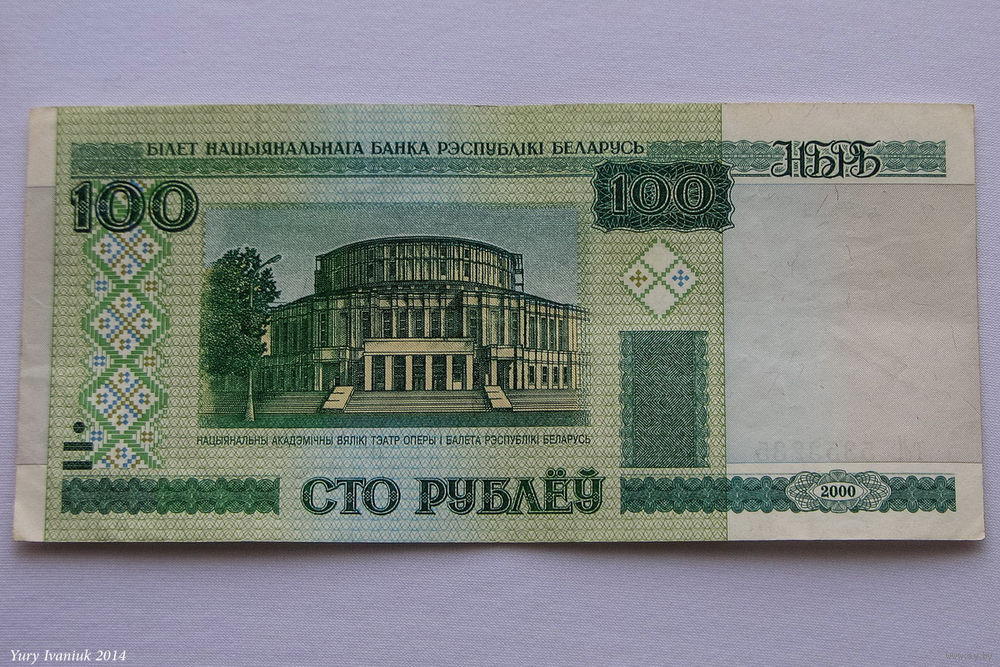 БІЛЕТ НАЦЫЯНАЛЬНАГА БАНКА РЭСПУБЛІКІ БЕЛАРУСЬ
НБРБ
100
100
НАЦЫЯНАЛЬНЫ АКАДЭМІЧНЫ ВЯЛІКІ ТЭАТР ОПЕРЫ І БАЛЕТА РЭСПУБЛІКІ БЕЛАРУСЬ
СТО РУБЛЁЎ
2000
Yury Ivaniuk 2014